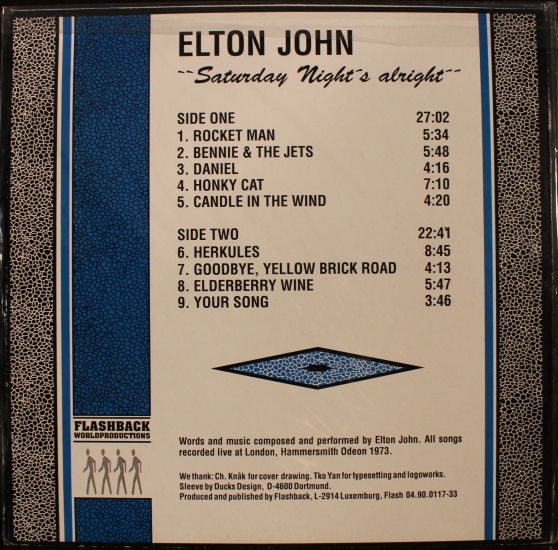 ELTON JOHN
--Saturday Night's alright--
SIDE ONE 27:02
1. ROCKET MAN 5:34
2. BENNIE & THE JETS 5:48
3. DANIEL 4:16
4. HONKY CAT 7:10
5. CANDLE IN THE WIND 4:20
SIDE TWO 22:41
6. HERKULES 8:45
7. GOODBYE, YELLOW BRICK ROAD 4:13
8. ELDERBERRY WINE 5:47
9. YOUR SONG 3:46
FLASHBACK
WORLDPRODUCTIONS
Words and music composed and performed by Elton John. All songs
recorded live at London, Hammersmith Odeon 1973.
We thank: Ch. Knåk for cover drawing. Tko Yan for typesetting and logoworks.
Sleeve by Ducks Design, D-4600 Dortmund.
Produced and published by Flashback, L-2914 Luxemburg, Flash 04.90.0117-33